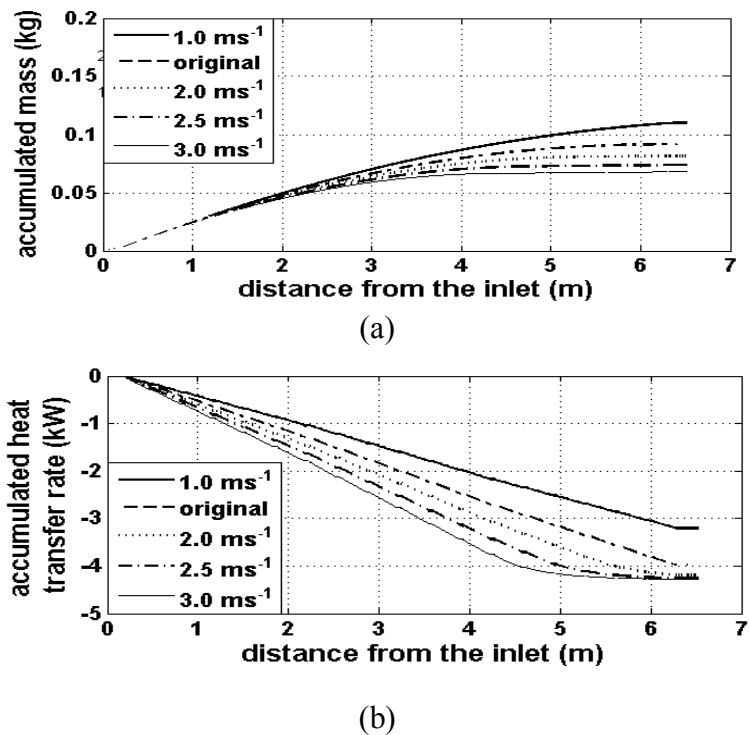 0.2
0.15
0.1
0.05
0
accumulated mass (kg)
2
1
1.0 ms-1
original
2.0 ms-1
2.5 ms-1
3.0 ms-1
0 1 2 3 4 5 6 7
distance from the inlet (m)
(a)
0
-1
-2
-3
-4
-5
accumulated heat
transfer rate (kW)
1.0 ms-1
original
2.0 ms-1
2.5 ms-1
3.0 ms-1
0 1 2 3 4 5 6 7
distance from the inlet (m)
(b)